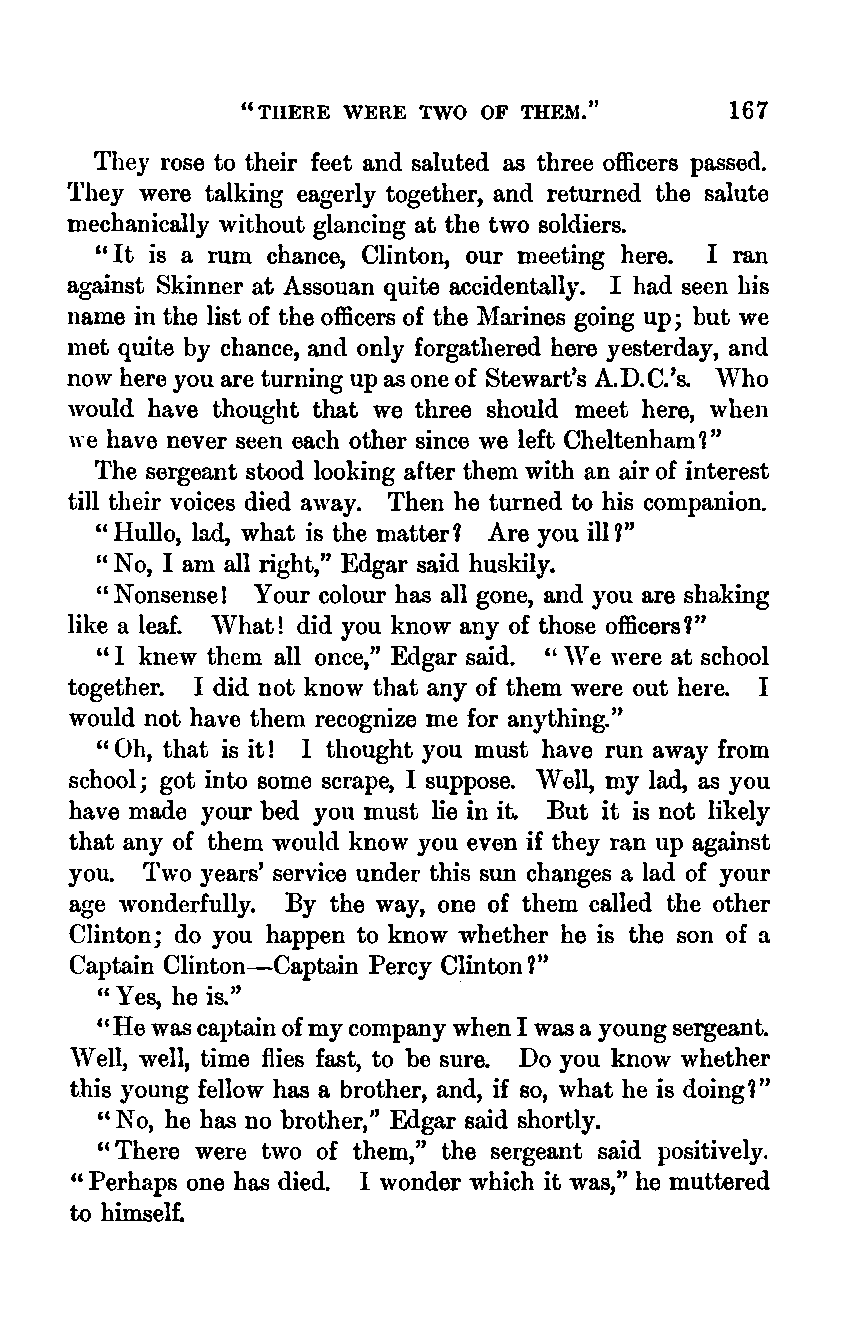 "THERE WERE TWO OF THEM." 167
They rose to their feet and saluted as three officers passed.
They were talking eagerly together, and returned the salute
mechanically without glancing at the two soldiers.
"It is a rum chance, Clinton, our meeting here. I ran
against Skinner at Assouan quite accidentally. I had seen his
name in the list of the officers of the Marines going up; but we
met quite by chance, and only forgathered here yesterday, and
now here you are turning up as one of Stewart's A.D.C.'s. Who
would have thought that we three should meet here, when
we have never seen each other since we left Cheltenham?"
The sergeant stood looking after them with an air of interest
till their voices died away. Then he turned to his companion.
"Hullo, lad, what is the matter? Are you ill?"
"No, I am all right," Edgar said huskily.
"Nonsense! Your colour has all gone, and you are shaking
like a leaf. What! did you know any of those officers?"
"I knew them all once," Edgar said. "We were at school
together. I did not know that any of them were out here. I
would not have them recognize me for anything."
"Oh, that is it! I thought you must have run away from
school; got into some scrape, I suppose. Well, my lad, as you
have made your bed you must lie in it. But it is not likely
that any of them would know you even if they ran up against
you. Two years' service under this sun changes a lad of your
age wonderfully. By the way, one of them called the other
Clinton; do you happen to know whether he is the son of a
Captain Clinton—Captain Percy Clinton?"
"Yes, he is."
"He was captain of my company when I was a young sergeant.
Well, well, time flies fast, to be sure. Do you know whether
this young fellow has a brother, and, if so, what he is doing?"
"No, he has no brother," Edgar said shortly.
"There were two of them," the sergeant said positively.
"Perhaps one has died. I wonder which it was," he muttered
to himself.